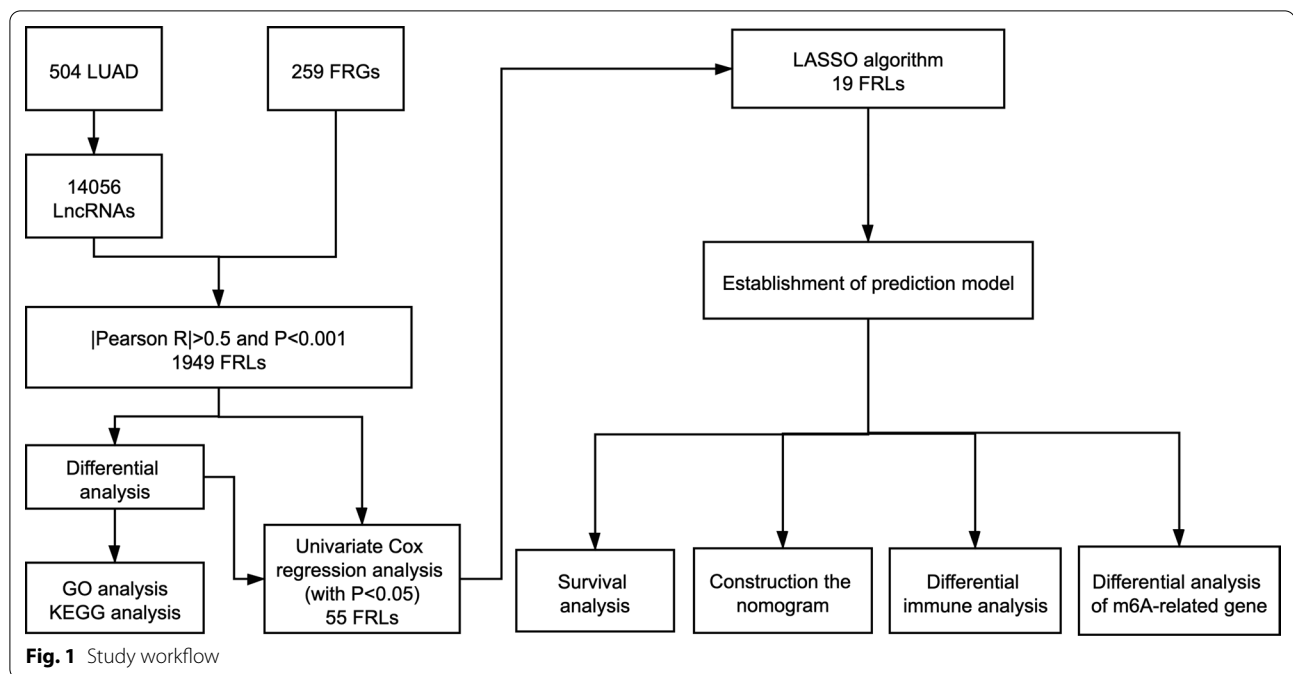 504 LUAD
259 FRGs
14056
LncRNAs
|Pearson R|>0.5 and P<0.001
1949 FRLs
Differential
analysis
GO analysis
KEGG analysis
Univariate Cox
regression analysis
(with P<0.05)
55 FRLs
LASSO algorithm
19 FRLs
Establishment of prediction model
Survival
analysis
Construction the
nomogram
Differential
immune analysis
Differential analysis
of m6A-related gene
Fig. 1 Study workflow